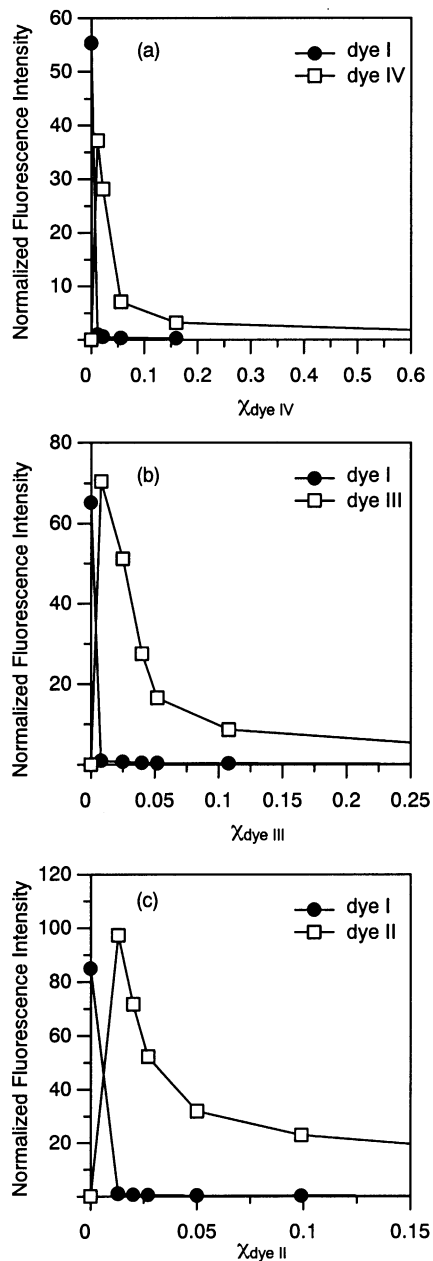 60
50
40
30
20
10
Normalized Fluorescence Intensity
(a)
dye I
dye IV
0 0.1 0.2 0.3 0.4 0.5 0.6
χdye IV
80
60
40
20
Normalized Fluorescence Intensity
(b)
dye I
dye III
0 0.05 0.1 0.15 0.2 0.25
χdye III
120
100
80
60
40
20
Normalized Fluorescence Intensity
(c)
dye I
dye II
0 0.05 0.1 0.15
χdye II